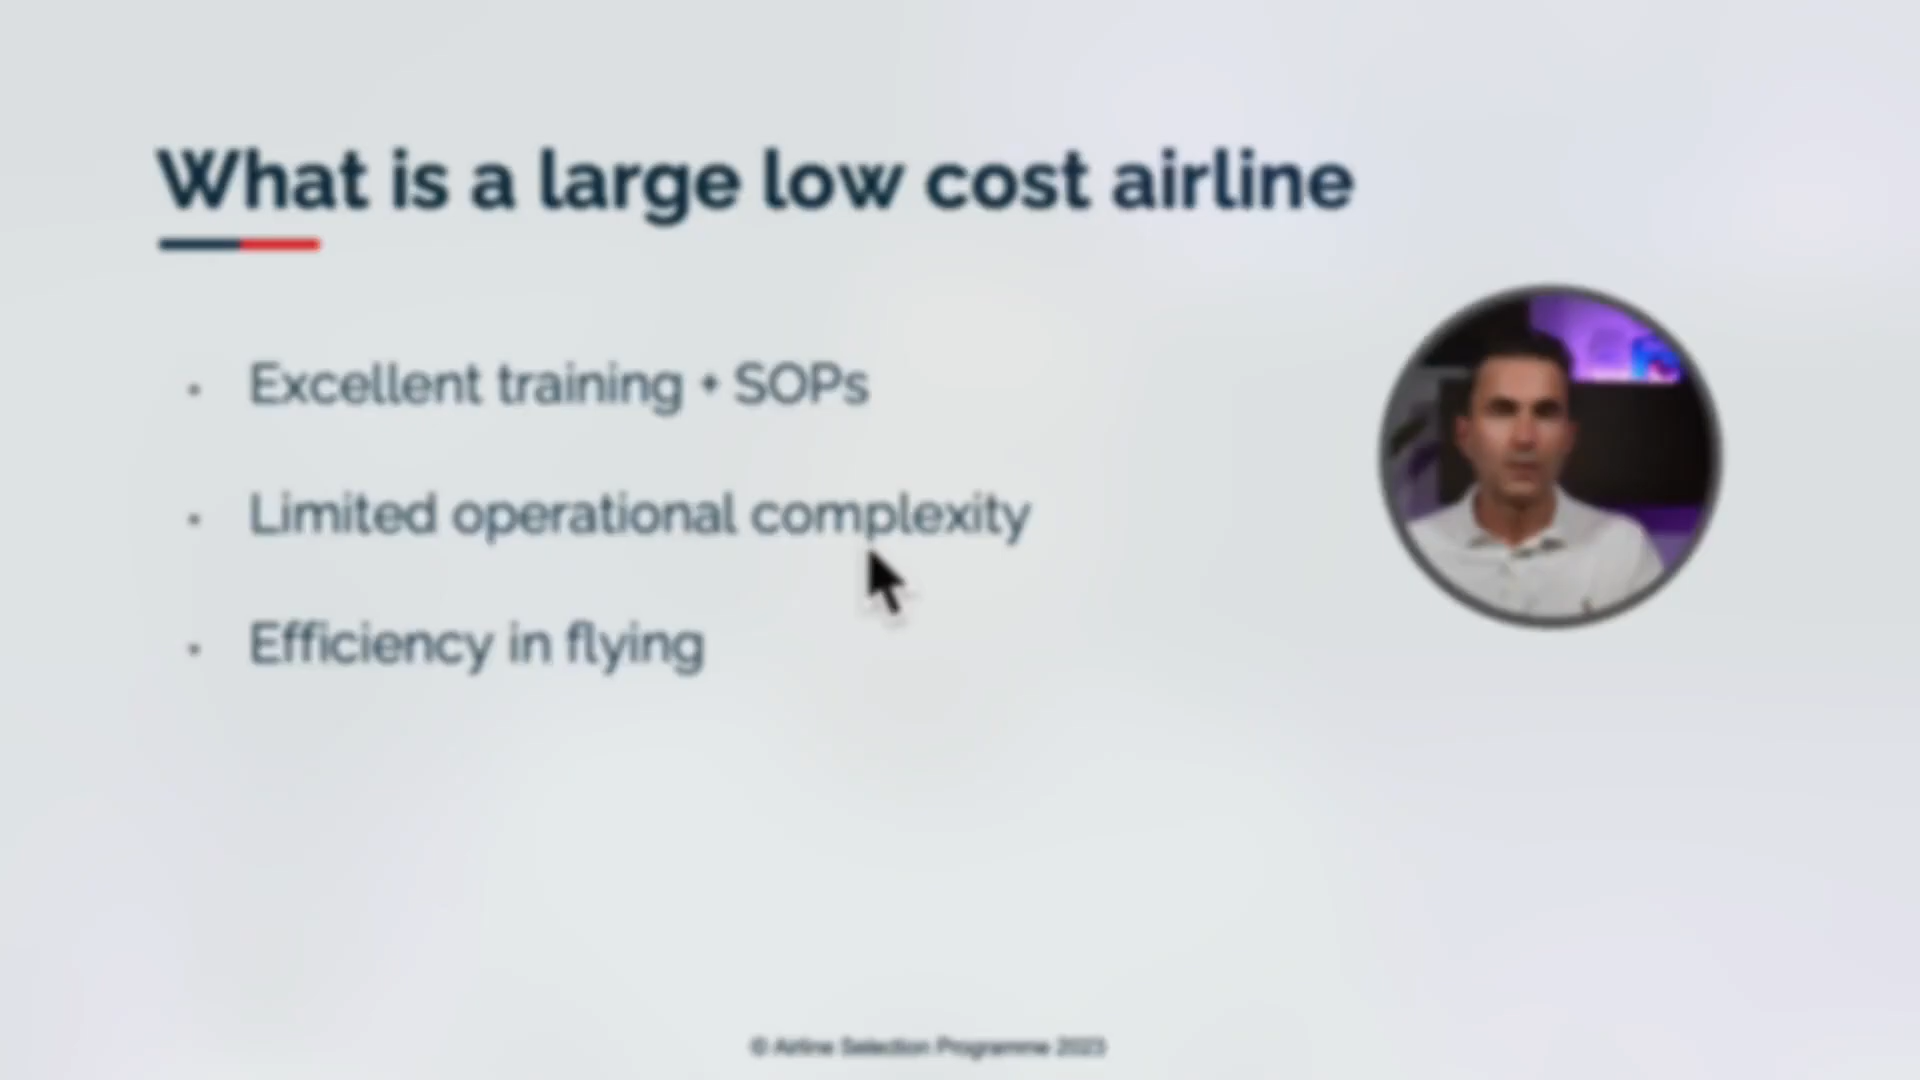 What is a large low cost airline
Excellent training + SOPs
Limited operational complexity
Efficiency in flying
© Airline Selection Programme 2023